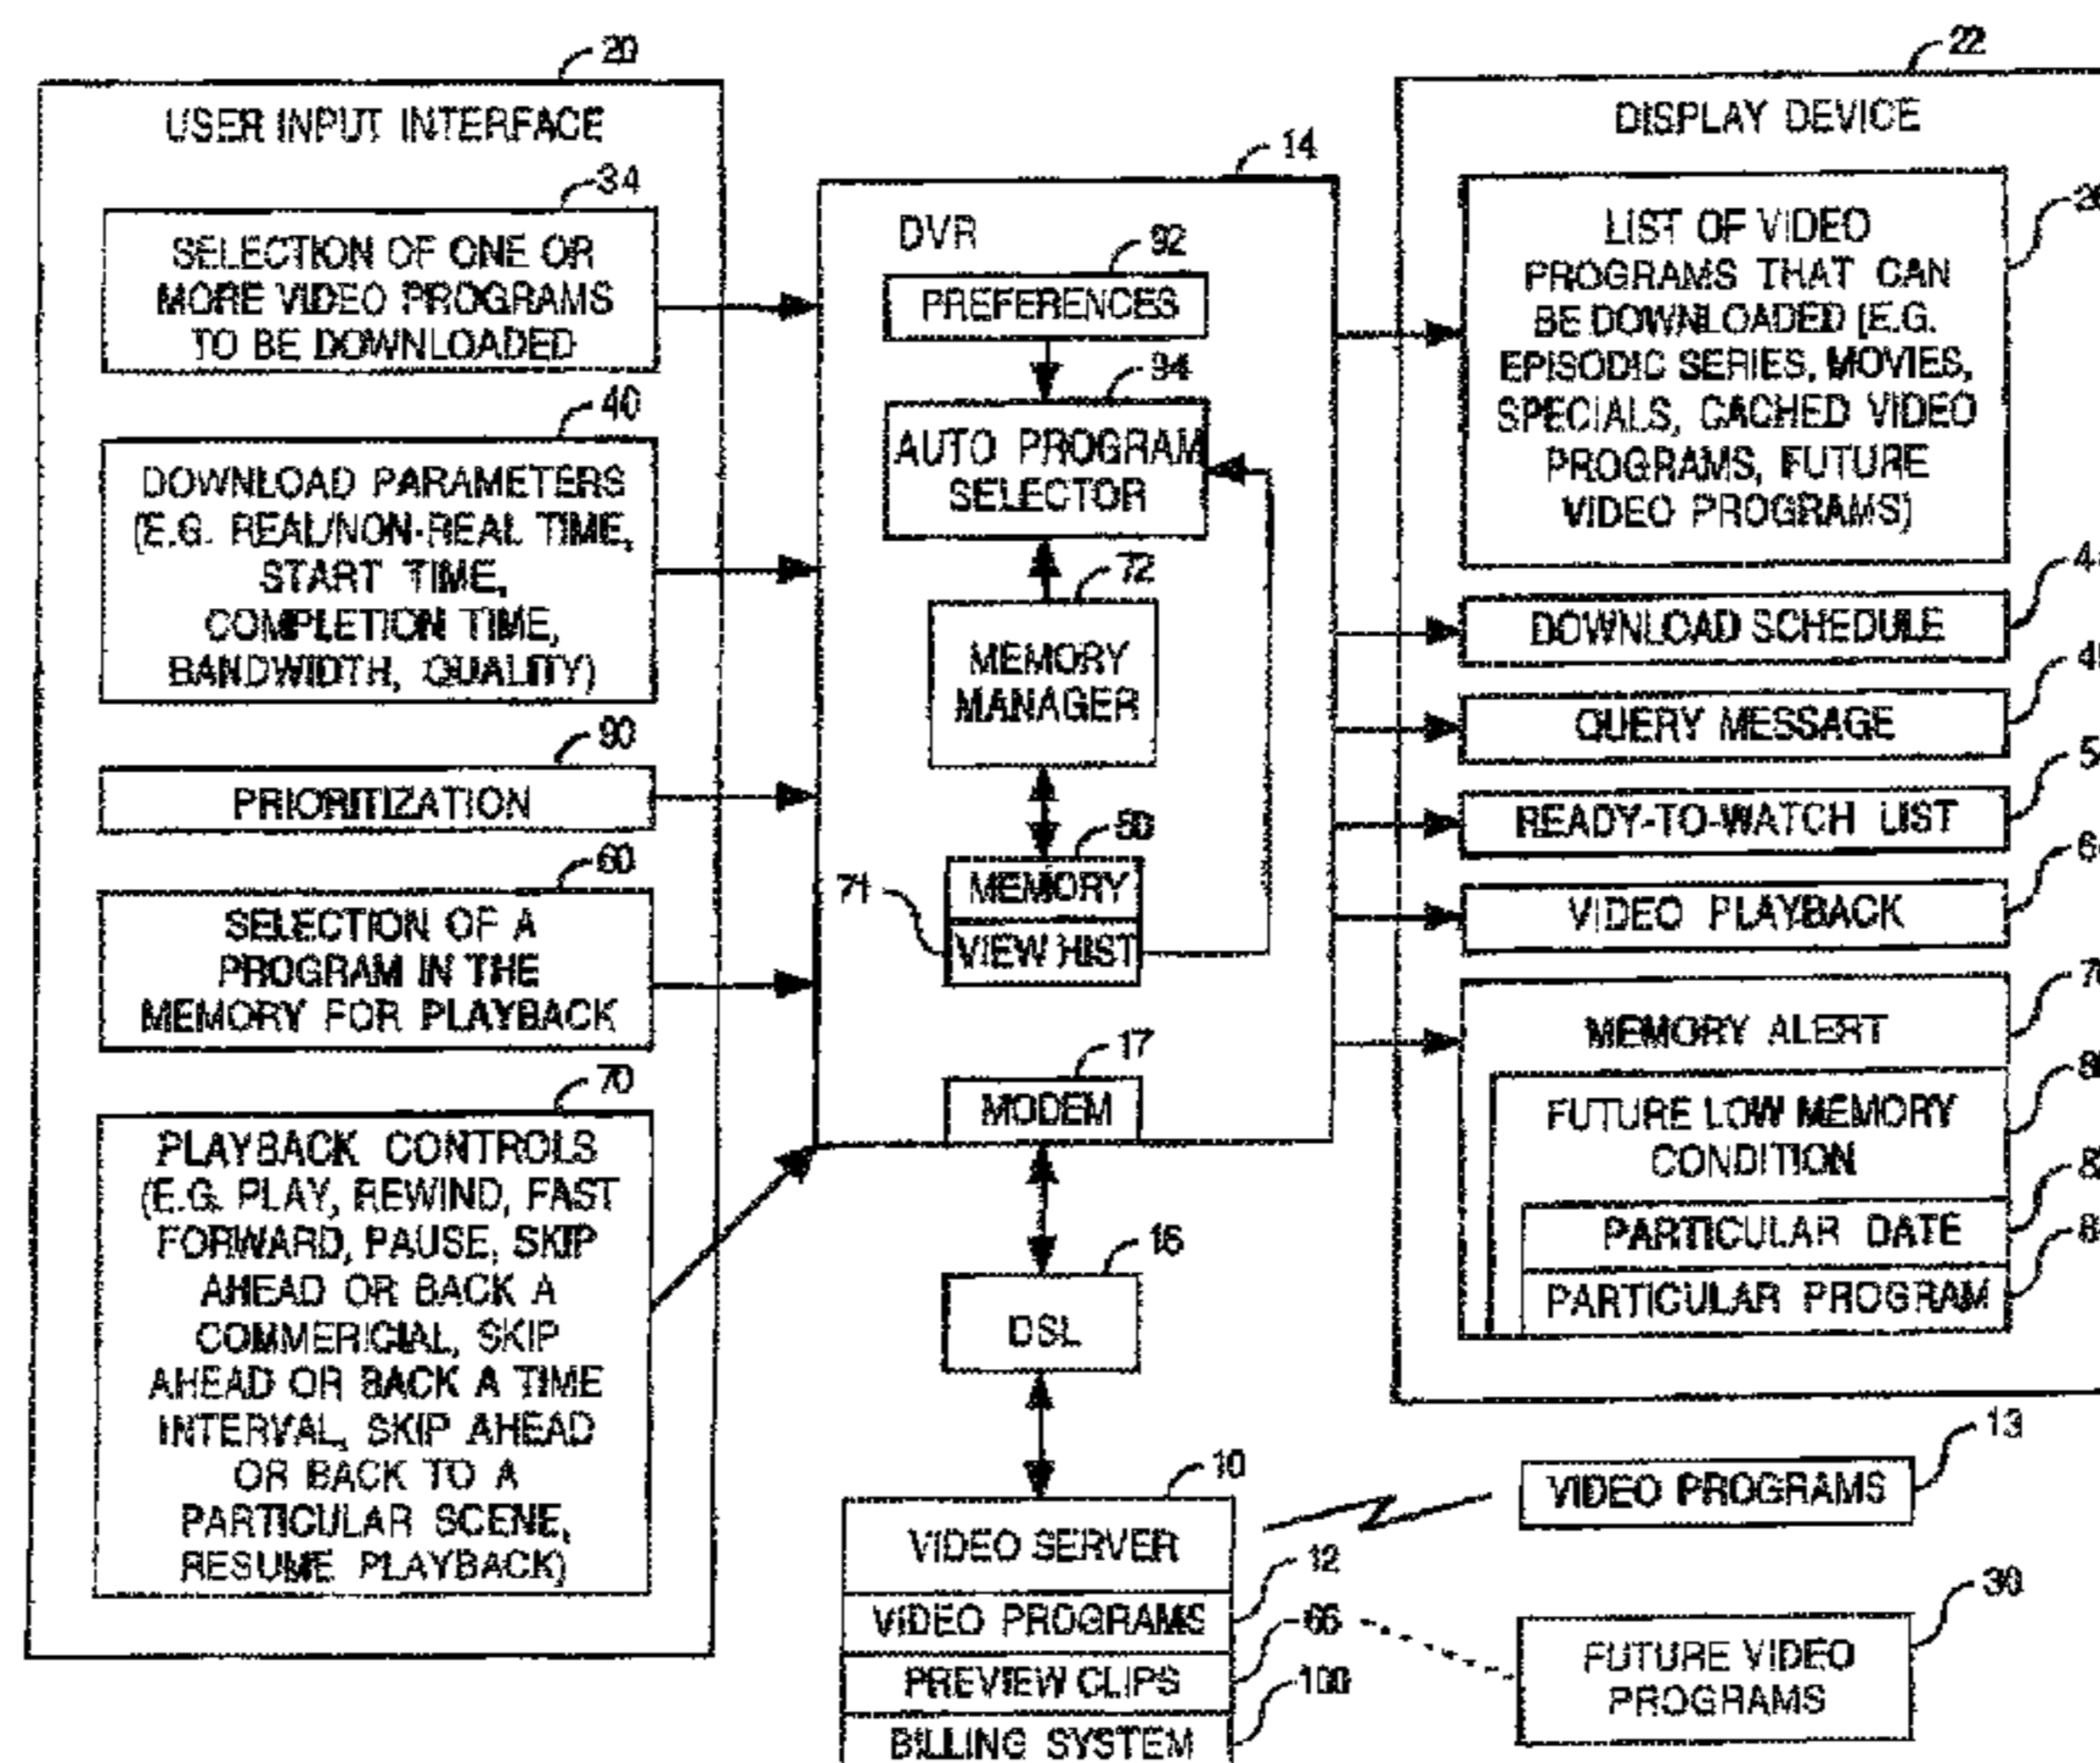 20
USER INPUT INTERFACE
34
SELECTION OF ONE OR
MORE VIDEO PROGRAMS
TO BE DOWNLOADED
40
DOWNLOAD PARAMETERS
(E.G. REAL/NON-REAL TIME,
START TIME,
COMPLETION TIME,
BANDWIDTH, QUALITY)
90
PRIORITIZATION
60
SELECTION OF A
PROGRAM IN THE
MEMORY FOR PLAYBACK
70
PLAYBACK CONTROLS
(E.G. PLAY, REWIND, FAST
FORWARD, PAUSE, SKIP
AHEAD OR BACK A
COMMERICIAL, SKIP
AHEAD OR BACK A TIME
INTERVAL, SKIP AHEAD
OR BACK TO A
PARTICULAR SCENE,
RESUME PLAYBACK)
14
DVR
92
PREFERENCES
94
AUTO PROGRAM
SELECTOR
72
MEMORY
MANAGER
50
MEMORY
71
VIEW HIST
17
MODEM
16
DSL
10
VIDEO SERVER
12
VIDEO PROGRAMS
66
PREVIEW CLIPS
100
BILLING SYSTEM
22
DISPLAY DEVICE
LIST OF VIDEO
PROGRAMS THAT CAN
BE DOWNLOADED (E.G.
EPISODIC SERIES, MOVIES,
SPECIALS, CACHED VIDEO
PROGRAMS, FUTURE
VIDEO PROGRAMS)
DOWNLOAD SCHEDULE
QUERY MESSAGE
READY-TO-WATCH LIST
VIDEO PLAYBACK
MEMORY ALERT
FUTURE LOW MEMORY
CONDITION
PARTICULAR DATE
PARTICULAR PROGRAM
13
VIDEO PROGRAMS
30
FUTURE VIDEO
PROGRAMS